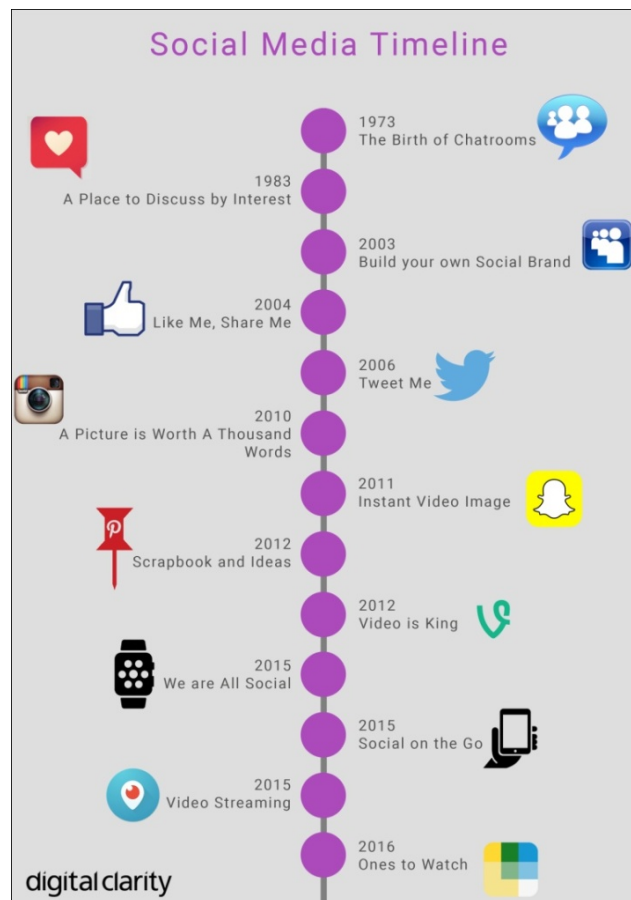 Social Media Timeline
1973
The Birth of Chatrooms
1983
A Place to Discuss by Interest
2003
Build your own Social Brand
2004
Like Me, Share Me
2006
Tweet Me
2010
A Picture is Worth A Thousand
Words
2011
Instant Video Image
2012
Scrapbook and Ideas
2012
Video is King
2015
We are All Social
2015
Social on the Go
2015
Video Streaming
2016
Ones to Watch
digital clarity